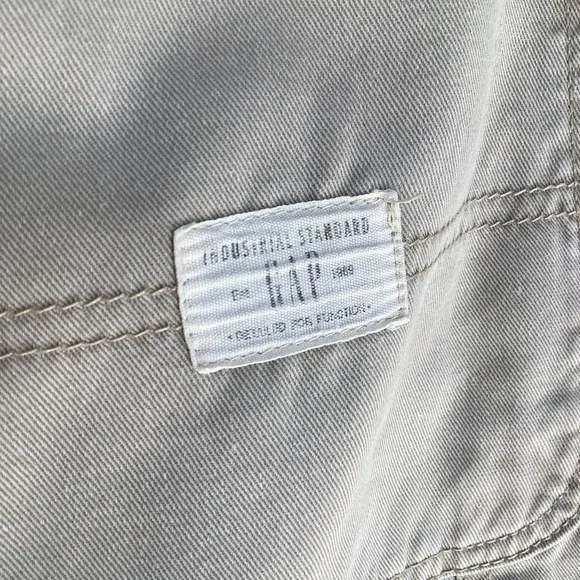 INDUSTRIAL STANDARD
EST. GAP 1969
• DETAILED FOR FUNCTION •